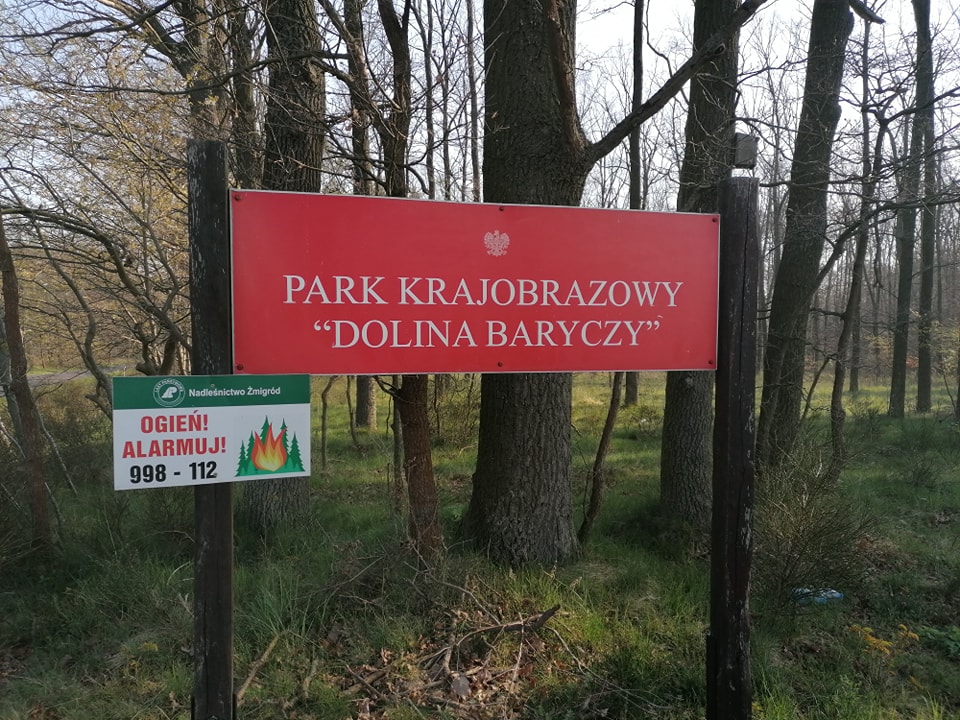 PARK KRAJOBRAZOWY
“DOLINA BARYCZY”
Nadleśnictwo Żmigród
OGIEŃ!
ALARMUJ!
998 - 112